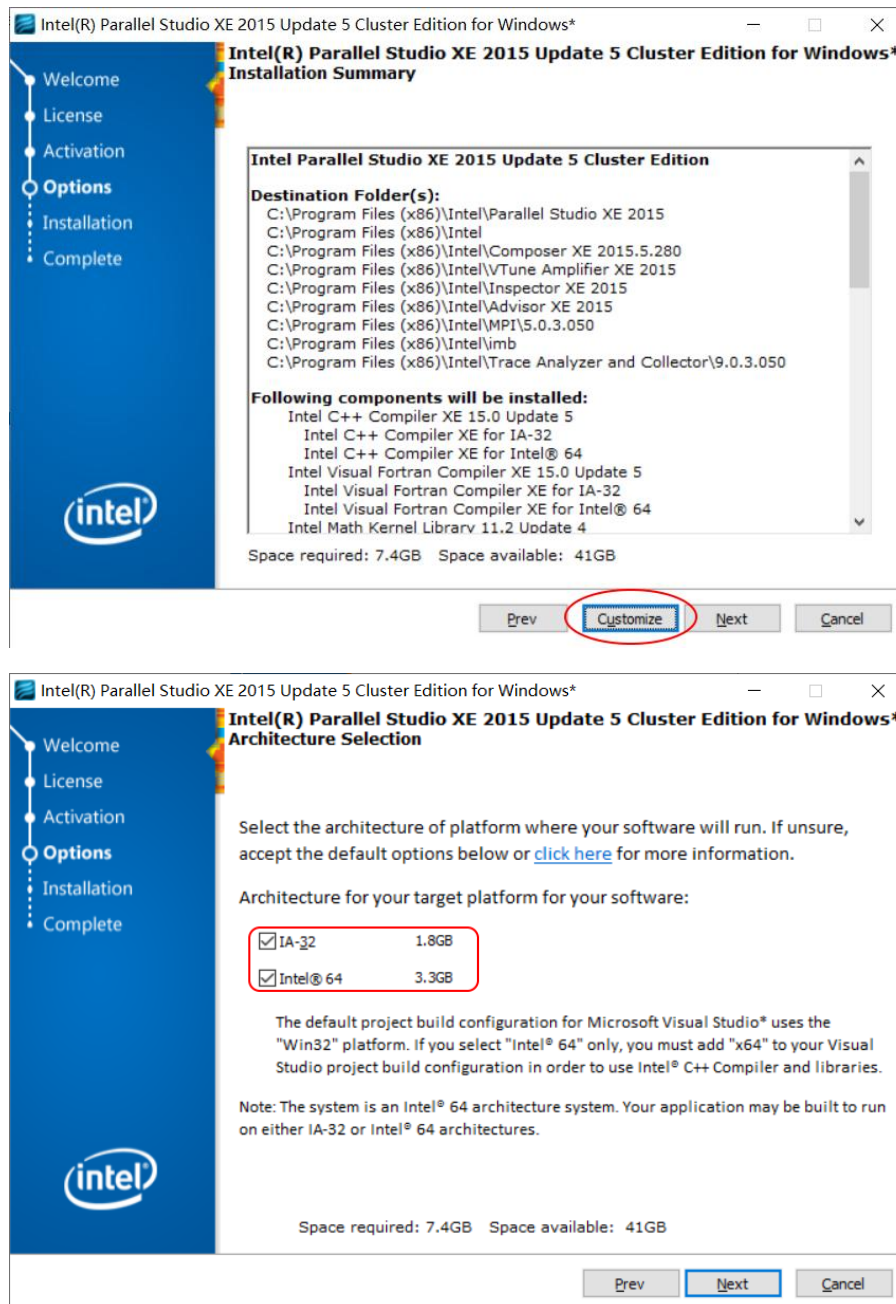 Intel(R) Parallel Studio XE 2015 Update 5 Cluster Edition for Windows*
Intel(R) Parallel Studio XE 2015 Update 5 Cluster Edition for Windows*
Installation Summary
Welcome
License
Activation
Options
Installation
Complete
Intel Parallel Studio XE 2015 Update 5 Cluster Edition
Destination Folder(s):
C:\Program Files (x86)\Intel\Parallel Studio XE 2015
C:\Program Files (x86)\Intel
C:\Program Files (x86)\Intel\Composer XE 2015.5.280
C:\Program Files (x86)\Intel\VTune Amplifier XE 2015
C:\Program Files (x86)\Intel\Inspector XE 2015
C:\Program Files (x86)\Intel\Advisor XE 2015
C:\Program Files (x86)\Intel\MPI\5.0.3.050
C:\Program Files (x86)\Intel\imb
C:\Program Files (x86)\Intel\Trace Analyzer and Collector\9.0.3.050
Following components will be installed:
Intel C++ Compiler XE 15.0 Update 5
Intel C++ Compiler XE for IA-32
Intel C++ Compiler XE for Intel® 64
Intel Visual Fortran Compiler XE 15.0 Update 5
Intel Visual Fortran Compiler XE for IA-32
Intel Visual Fortran Compiler XE for Intel® 64
Intel Math Kernel Library 11.2 Update 4
Space required: 7.4GB Space available: 41GB
intel
Prev Customize Next Cancel
Intel(R) Parallel Studio XE 2015 Update 5 Cluster Edition for Windows*
Intel(R) Parallel Studio XE 2015 Update 5 Cluster Edition for Windows*
Architecture Selection
Welcome
License
Activation
Options
Installation
Complete
Select the architecture of platform where your software will run. If unsure,
accept the default options below or click here for more information.
Architecture for your target platform for your software:
IA-32 1.8GB
Intel® 64 3.3GB
The default project build configuration for Microsoft Visual Studio* uses the
"Win32" platform. If you select "Intel® 64" only, you must add "x64" to your Visual
Studio project build configuration in order to use Intel® C++ Compiler and libraries.
Note: The system is an Intel® 64 architecture system. Your application may be built to run
on either IA-32 or Intel® 64 architectures.
intel
Space required: 7.4GB Space available: 41GB
Prev Next Cancel